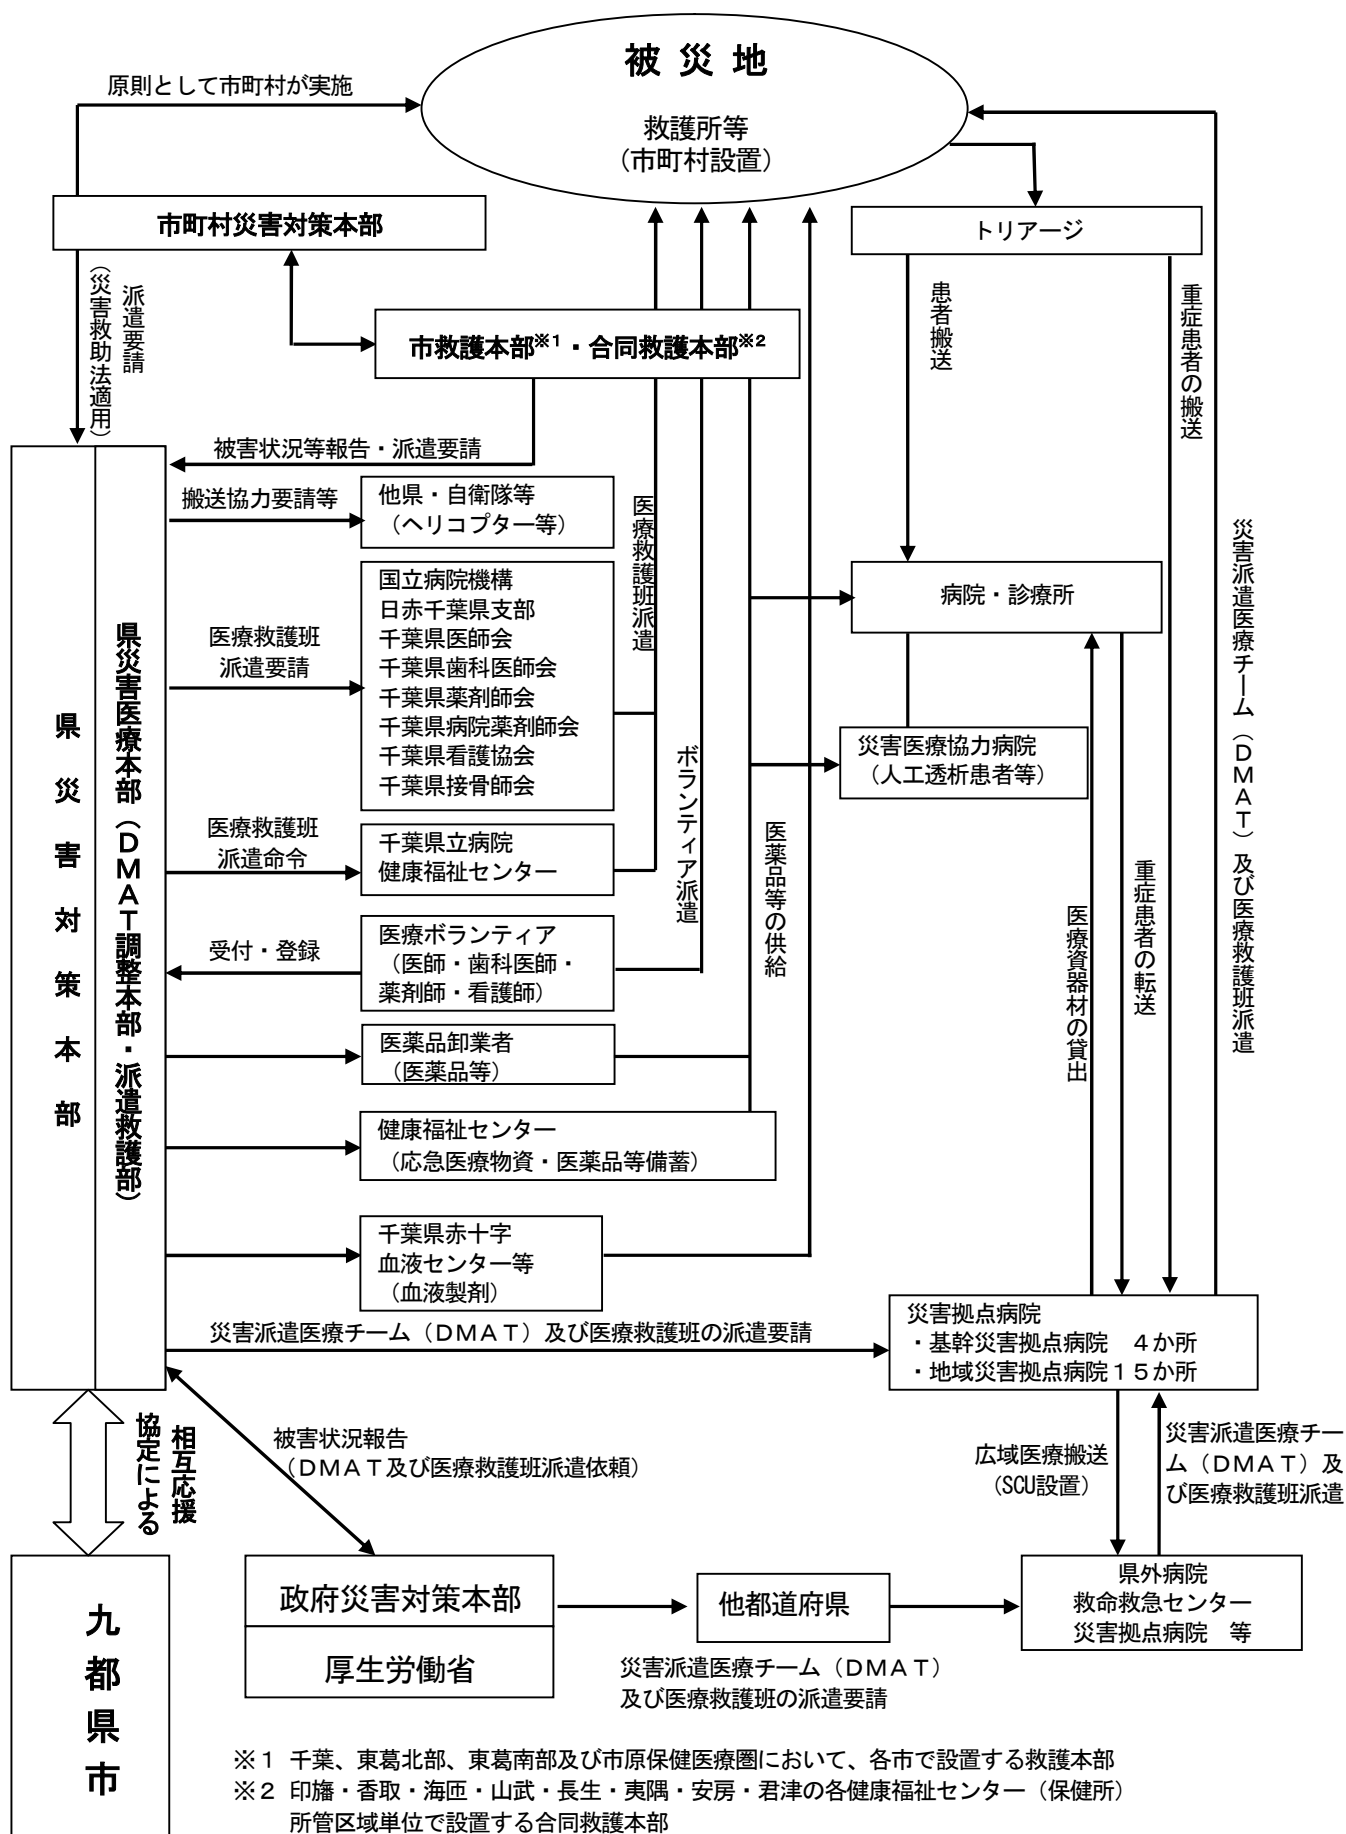 被 災 地
救護所等
（市町村設置）
原則として市町村が実施
市町村災害対策本部
トリアージ
派遣要請
（災害救助法適用）
市救護本部※1・合同救護本部※2
患者搬送
重症患者の搬送
被害状況等報告・派遣要請
搬送協力要請等
他県・自衛隊等
（ヘリコプター等）
医療救護班派遣
災害派遣医療チーム（DMAT）及び医療救護班派遣
国立病院機構
日赤千葉県支部
千葉県医師会
千葉県歯科医師会
千葉県薬剤師会
千葉県病院薬剤師会
千葉県看護協会
千葉県接骨師会
医療救護班
派遣要請
病院・診療所
県災害対策本部
県災害医療本部（DMAT調整本部・派遣救護部）
災害医療協力病院
（人工透析患者等）
ボランティア派遣
医療救護班
派遣命令
千葉県立病院
健康福祉センター
医薬品等の供給
医療資器材の貸出
重症患者の転送
受付・登録
医療ボランティア
（医師・歯科医師・
薬剤師・看護師）
医薬品卸業者
（医薬品等）
健康福祉センター
（応急医療物資・医薬品等備蓄）
千葉県赤十字
血液センター等
（血液製剤）
災害派遣医療チーム（DMAT）及び医療救護班の派遣要請
災害拠点病院
・基幹災害拠点病院　4か所
・地域災害拠点病院15か所
相互応援
協定による
被害状況報告
（DMAT及び医療救護班派遣依頼）
広域医療搬送
（SCU設置）
災害派遣医療チー
ム（DMAT）及
び医療救護班派遣
九都県市
政府災害対策本部
厚生労働省
他都道府県
県外病院
救命救急センター
災害拠点病院　等
災害派遣医療チーム（DMAT）
及び医療救護班の派遣要請
※1 千葉、東葛北部、東葛南部及び市原保健医療圏において、各市で設置する救護本部
※2 印旛・香取・海匝・山武・長生・夷隅・安房・君津の各健康福祉センター（保健所）
所管区域単位で設置する合同救護本部